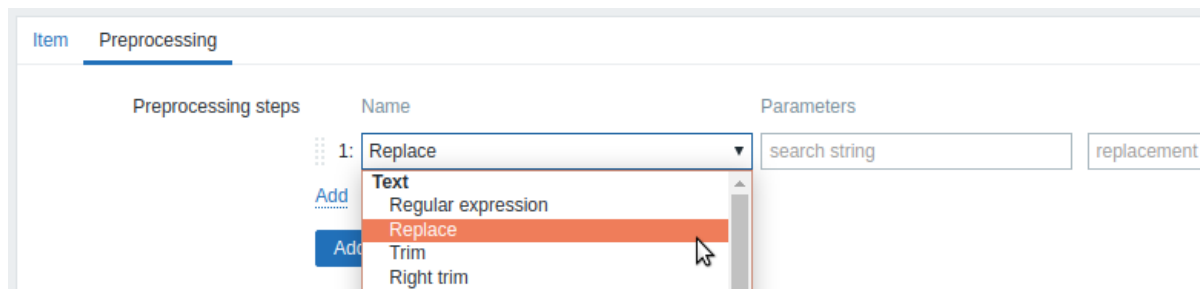 Item Preprocessing
Preprocessing steps Name Parameters
1: Replace search string replacement
Text
Add
Regular expression
Replace
Trim
Right trim